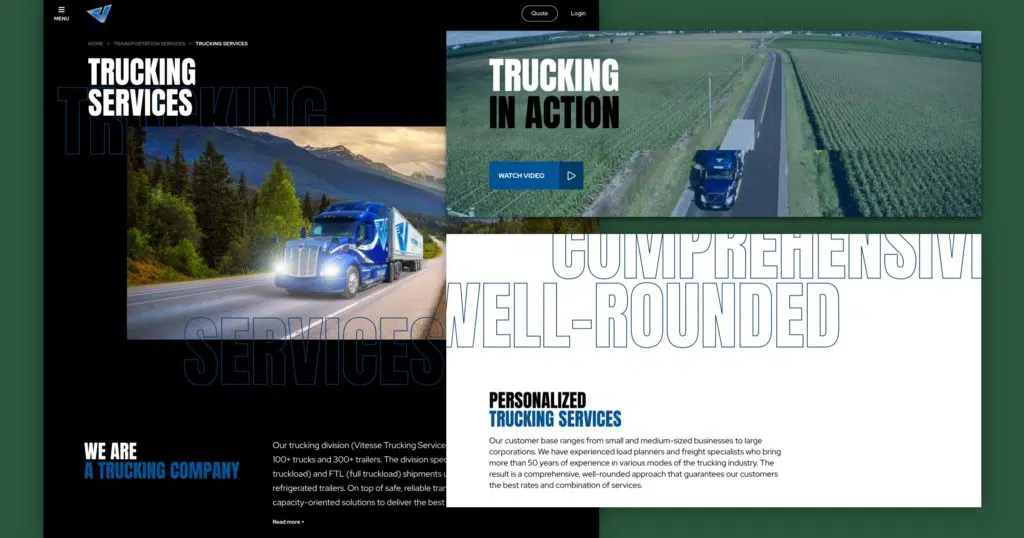 MENU
Quote
Login
HOME > TRANSPORTATION SERVICES > TRUCKING SERVICES
TRUCKING
TRUCKING
SERVICES
SERVICES
WE ARE
A TRUCKING COMPANY
Our trucking division (Vitesse Trucking Service
100+ trucks and 300+ trailers. The division spe
truckload) and FTL (full truckload) shipments u
refrigerated trailers. On top of safe, reliable tran
capacity-oriented solutions to deliver the best
Read more +
TRUCKING
IN ACTION
WATCH VIDEO
COMPREHENSIV
WELL-ROUNDED
PERSONALIZED
TRUCKING SERVICES
Our customer base ranges from small and medium-sized businesses to large
corporations. We have experienced load planners and freight specialists who bring
more than 50 years of experience in various modes of the trucking industry. The
result is a comprehensive, well-rounded approach that guarantees our customers
the best rates and combination of services.